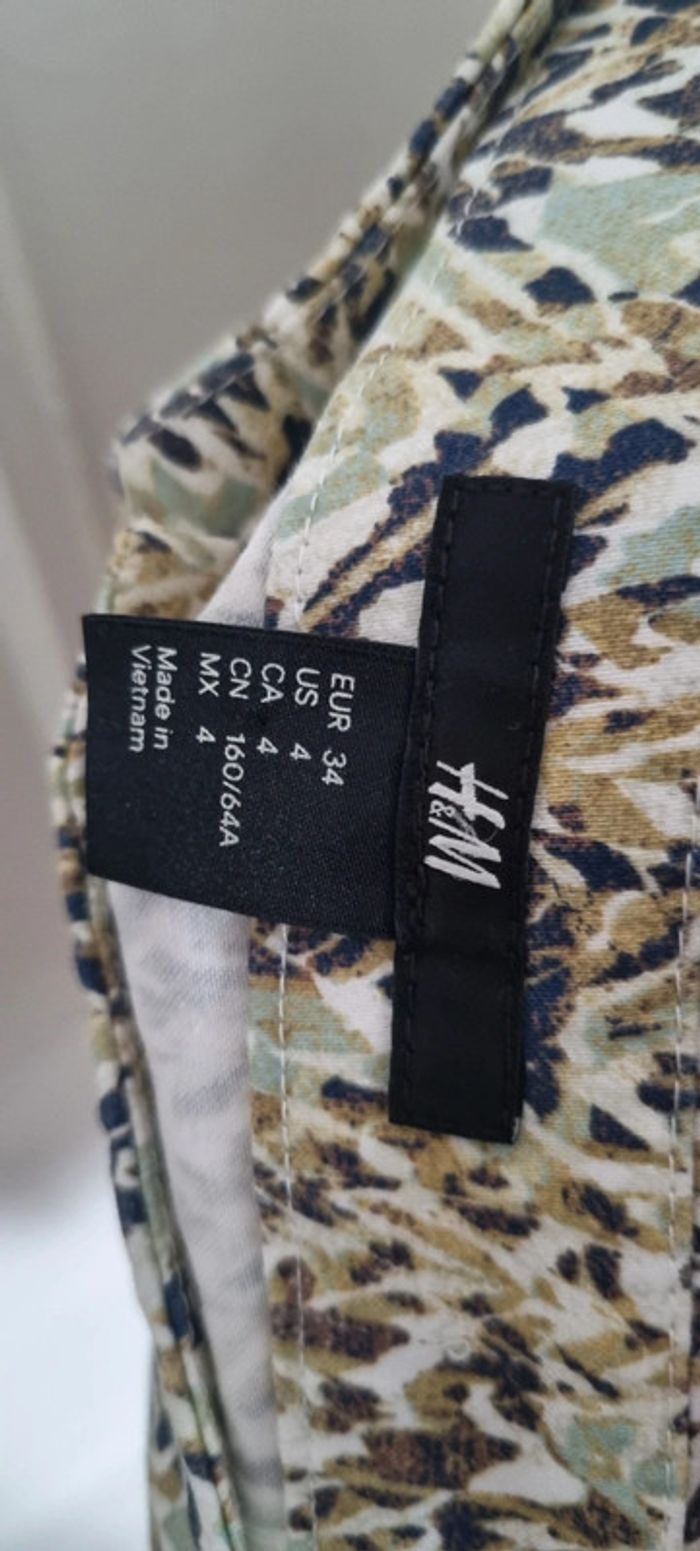 H&M
EUR 34
US 4
CA 4
CN 160/64A
MX 4
Made in
Vietnam